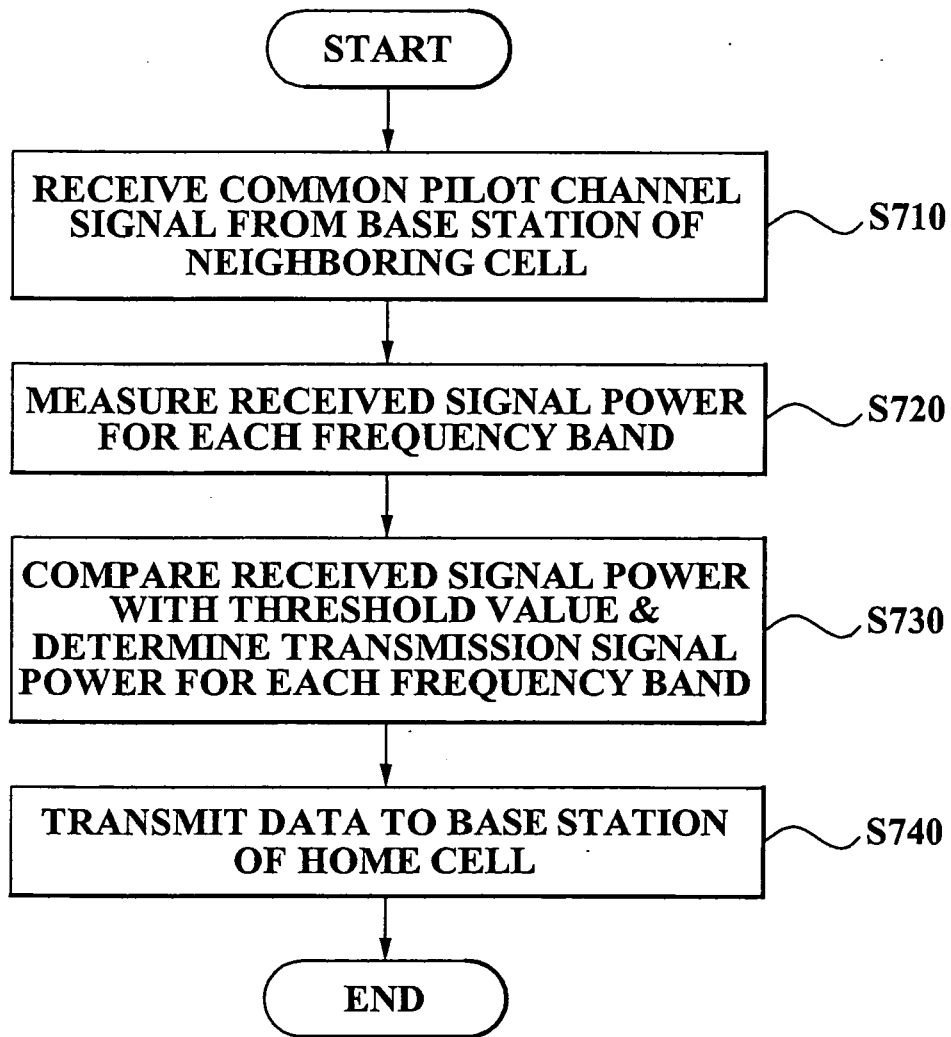 START
RECEIVE COMMON PILOT CHANNEL
SIGNAL FROM BASE STATION OF
NEIGHBORING CELL
S710
MEASURE RECEIVED SIGNAL POWER
FOR EACH FREQUENCY BAND
S720
COMPARE RECEIVED SIGNAL POWER
WITH THRESHOLD VALUE &
DETERMINE TRANSMISSION SIGNAL
POWER FOR EACH FREQUENCY BAND
S730
TRANSMIT DATA TO BASE STATION
OF HOME CELL
S740
END